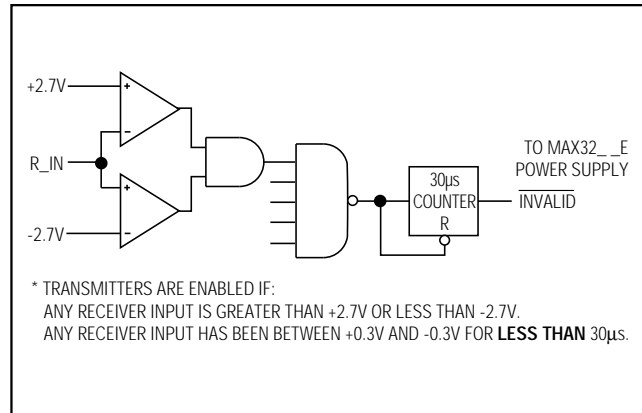 +2.7V
R_IN
-2.7V
30μs
COUNTER
R
TO MAX32_ _E
POWER SUPPLY
INVALID
* TRANSMITTERS ARE ENABLED IF:
ANY RECEIVER INPUT IS GREATER THAN +2.7V OR LESS THAN -2.7V.
ANY RECEIVER INPUT HAS BEEN BETWEEN +0.3V AND -0.3V FOR LESS THAN 30μs.